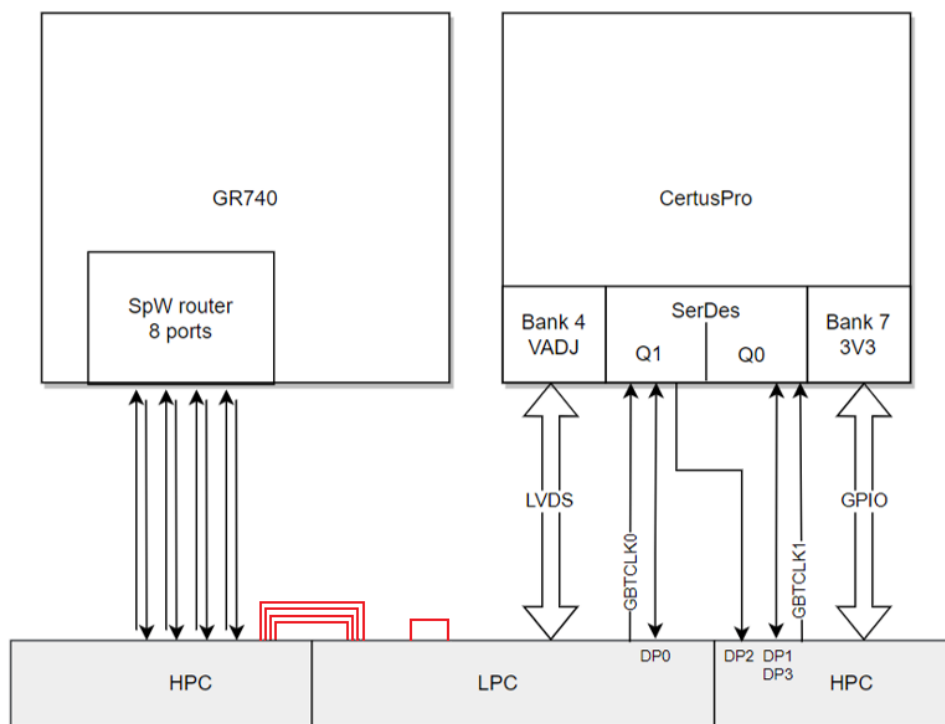 GR740
SpW router
8 ports
CertusPro
Bank 4
VADJ
SerDes
Q1
Q0
Bank 7
3V3
LVDS
GBTCLK0
GBTCLK1
GPIO
HPC
LPC
DP0
DP2
DP1
DP3
HPC